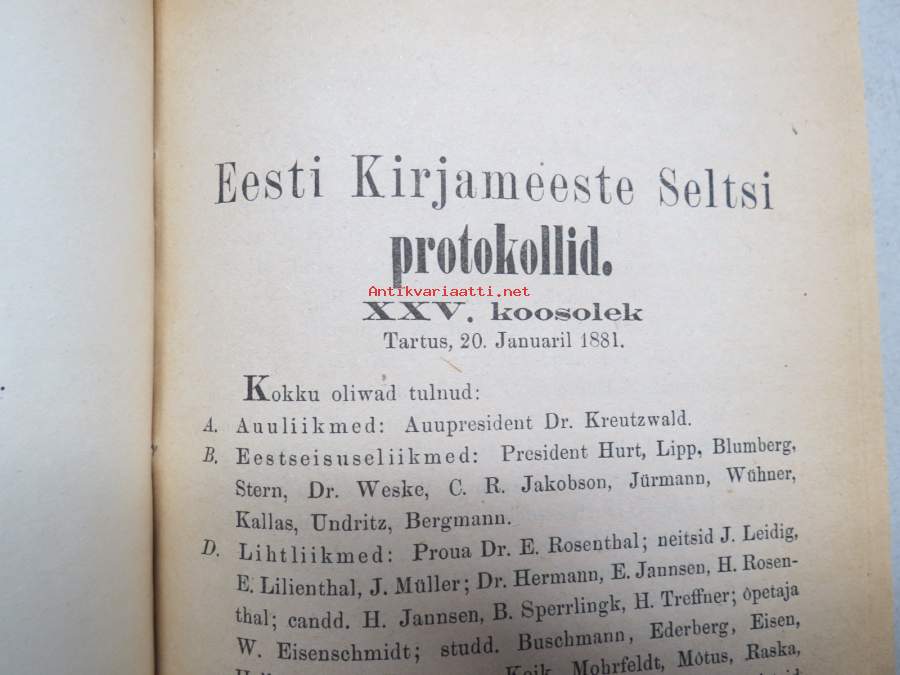 Eesti Kirjameeste Seltsi
protokollid.
Antikvariaatti.net
XXV. koosolek
Tartus, 20. Januaril 1881.
Kokku oliwad tulnud:
A. Auuliikmed: Auupresident Dr. Kreutzwald.
B. Eestseisuseliikmed: President Hurt, Lipp, Blumberg,
Stern, Dr. Weske, C. R. Jakobson, Jürmann, Wühner,
Kallas, Undritz, Bergmann.
D. Lihtliikmed: Proua Dr. E. Rosenthal; neitsid J. Leidig,
E. Lilienthal, J. Müller; Dr. Hermann, E. Jannsen, H. Rosen-
thal; candd. H. Jannsen, B. Sperrlingk, H. Treffner; õpetaja
W. Eisenschmidt; studd. Buschmann, Ederberg, Eisen,
Mohrfeldt, Mõtus, Raska,